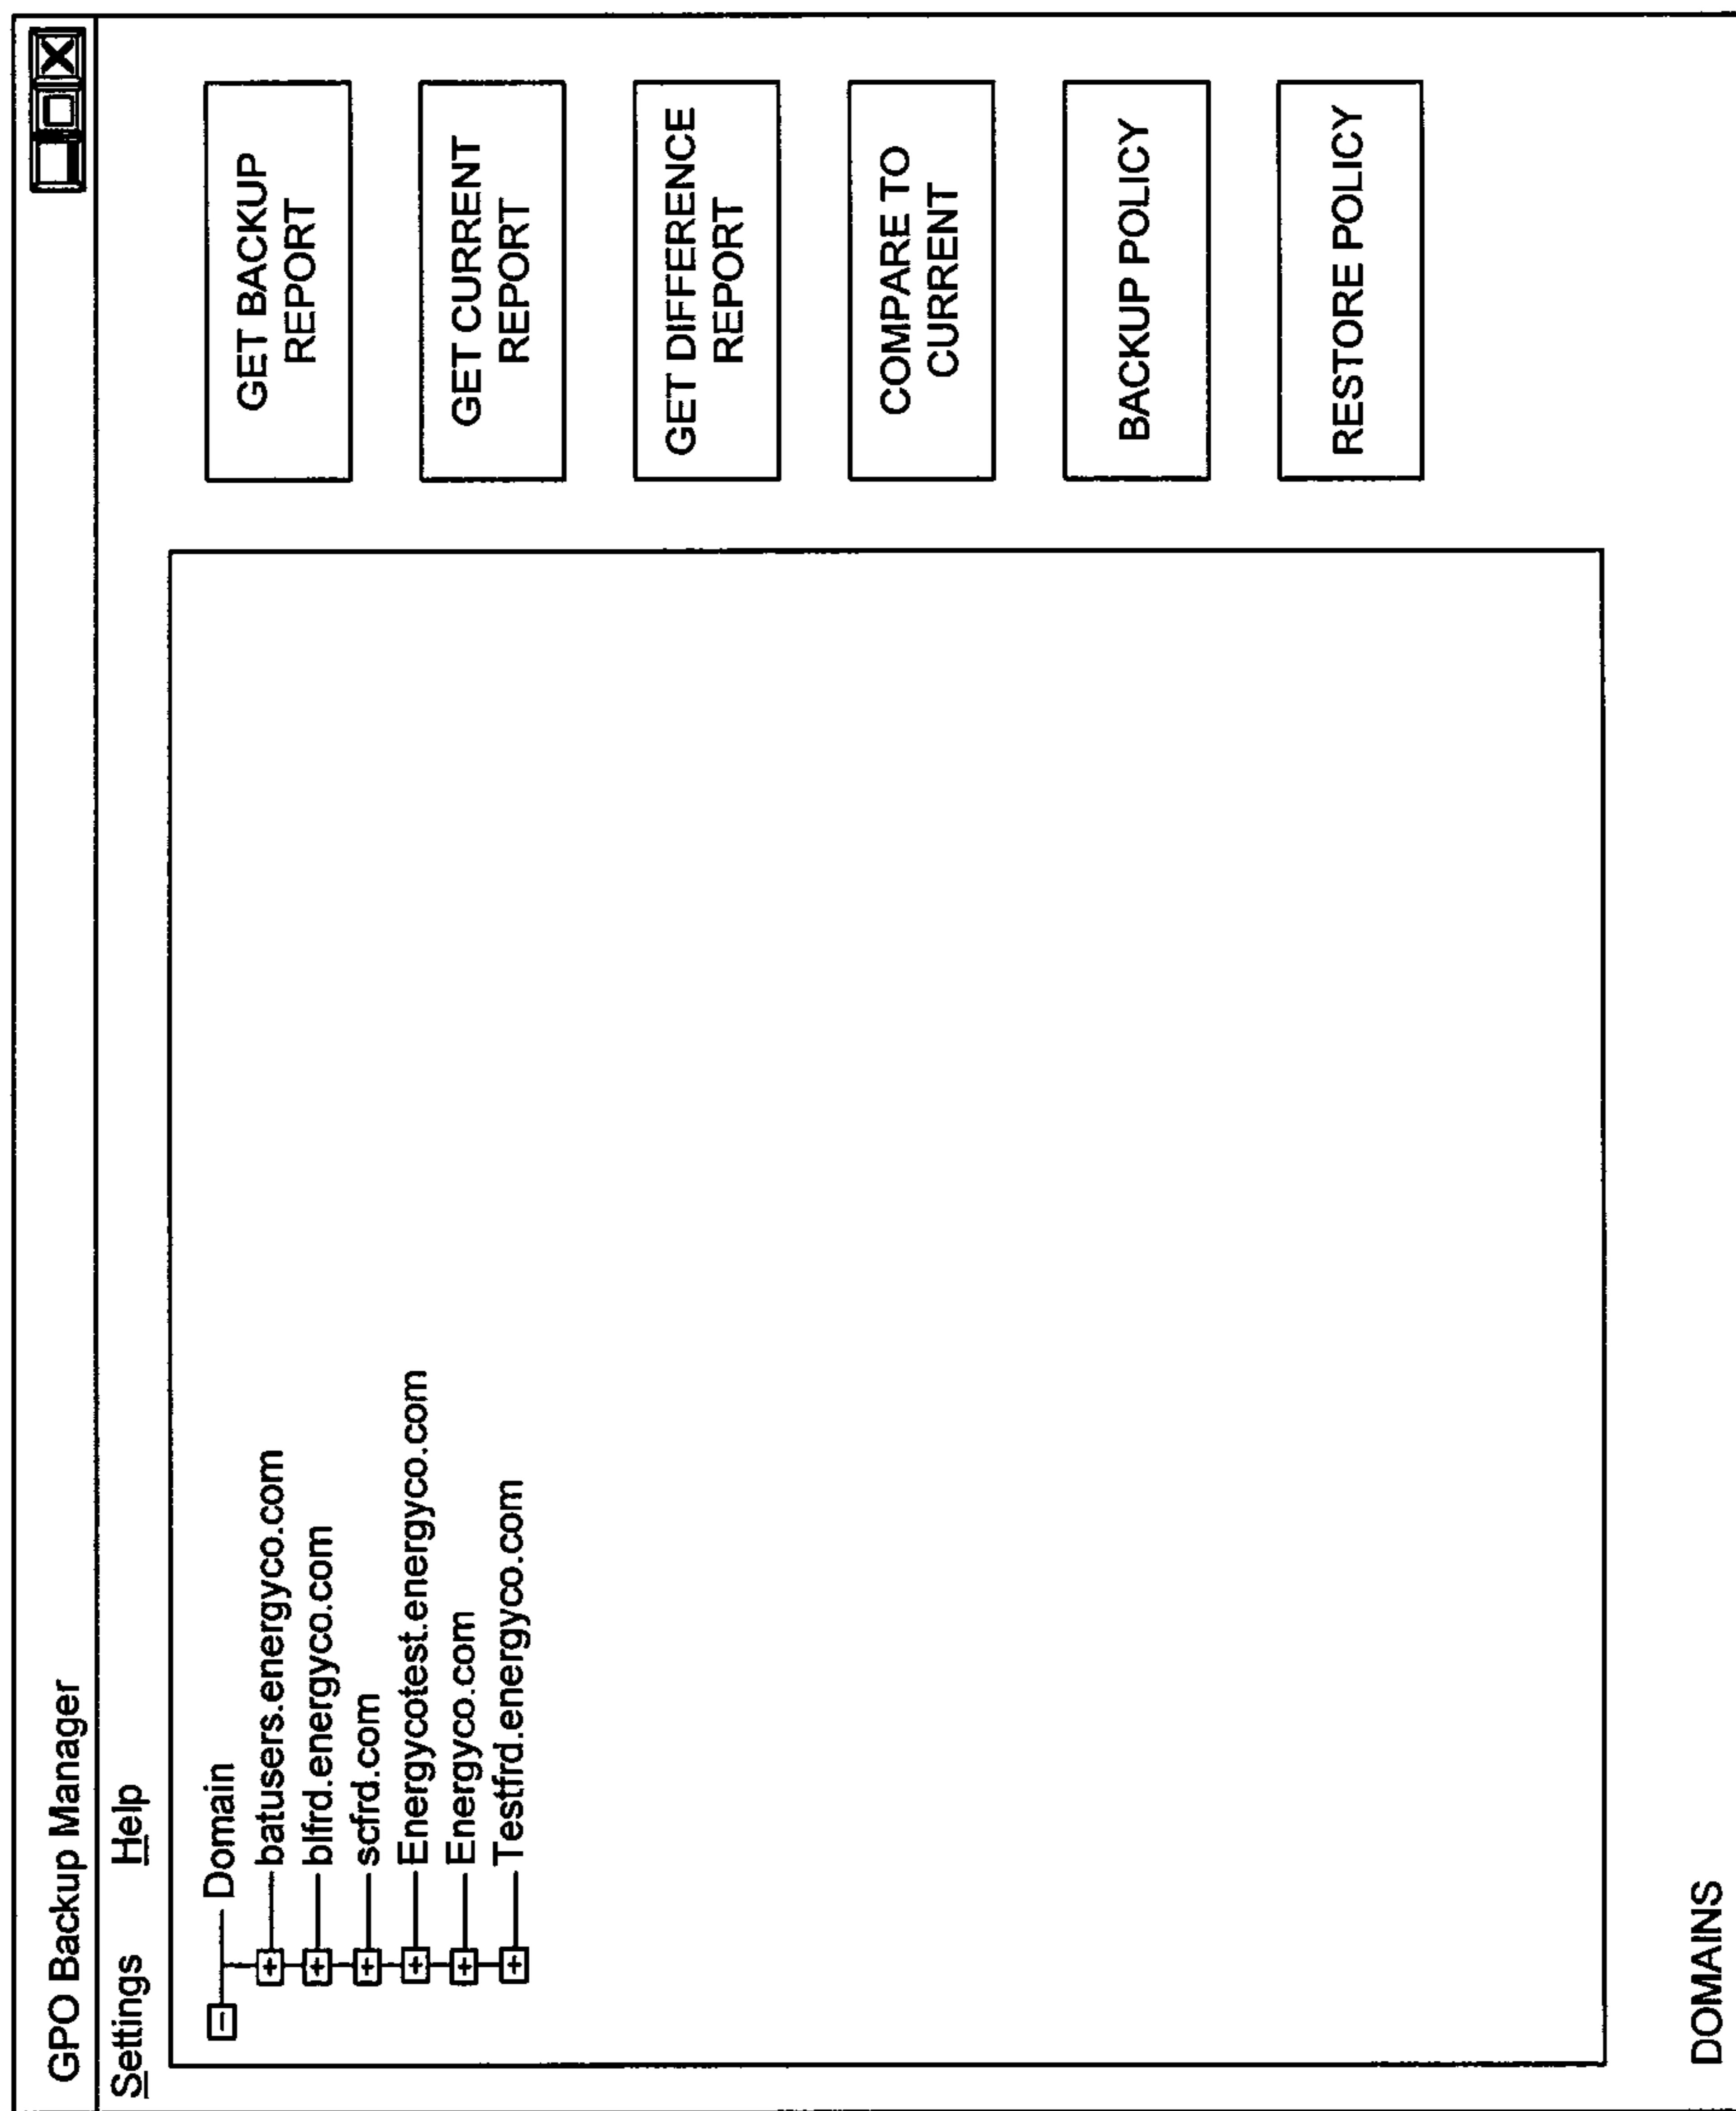 GPO Backup Manager
Settings Help
Domain
batusers.energyco.com
blfrd.energyco.com
scfrd.com
Energycotest.energyco.com
Energyco.com
Testfrd.energyco.com
GET BACKUP
REPORT
GET CURRENT
REPORT
GET DIFFERENCE
REPORT
COMPARE TO
CURRENT
BACKUP POLICY
RESTORE POLICY
DOMAINS